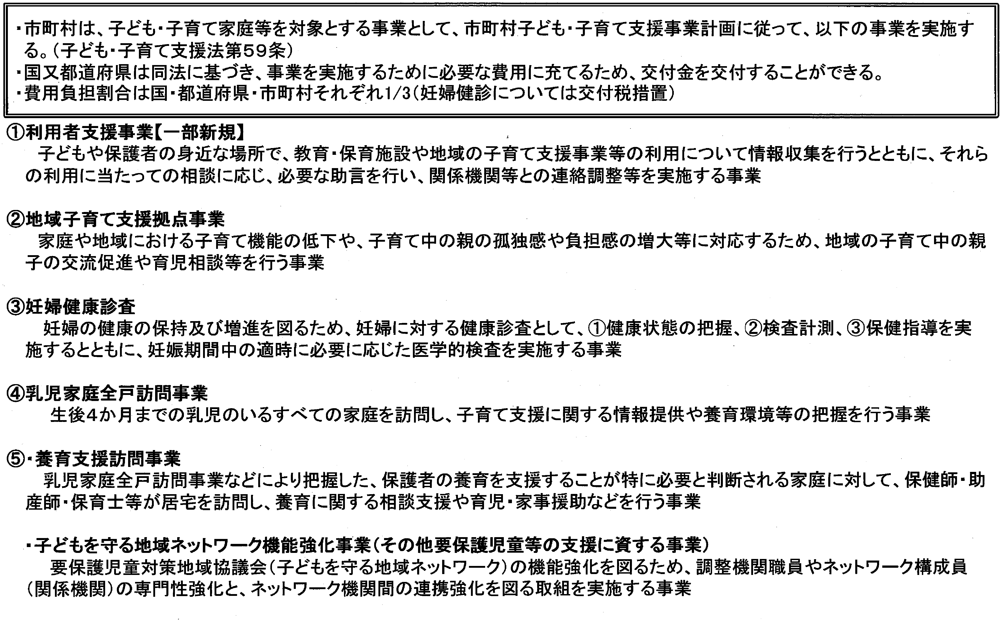 ・市町村は、子ども・子育て家庭等を対象とする事業として、市町村子ども・子育て支援事業計画に従って、以下の事業を実施す
る。（子ども・子育て支援法第５９条）
・国又都道府県は同法に基づき、事業を実施するために必要な費用に充てるため、交付金を交付することができる。
・費用負担割合は国・都道府県・市町村それぞれ1/3（妊婦健診については交付税措置）
①利用者支援事業【一部新規】
子どもや保護者の身近な場所で、教育・保育施設や地域の子育て支援事業等の利用について情報収集を行うとともに、それら
の利用に当たっての相談に応じ、必要な助言を行い、関係機関等との連絡調整等を実施する事業
②地域子育て支援拠点事業
家庭や地域における子育て機能の低下や、子育て中の親の孤独感や負担感の増大等に対応するため、地域の子育て中の親
子の交流促進や育児相談等を行う事業
③妊婦健康診査
妊婦の健康の保持及び増進を図るため、妊婦に対する健康診査として、①健康状態の把握、②検査計測、③保健指導を実
施するとともに、妊娠期間中の適時に必要に応じた医学的検査を実施する事業
④乳児家庭全戸訪問事業
生後４か月までの乳児のいるすべての家庭を訪問し、子育て支援に関する情報提供や養育環境等の把握を行う事業
⑤・養育支援訪問事業
乳児家庭全戸訪問事業などにより把握した、保護者の養育を支援することが特に必要と判断される家庭に対して、保健師・助
産師・保育士等が居宅を訪問し、養育に関する相談支援や育児・家事援助などを行う事業
・子どもを守る地域ネットワーク機能強化事業（その他要保護児童等の支援に資する事業）
要保護児童対策地域協議会（子どもを守る地域ネットワーク）の機能強化を図るため、調整機関職員やネットワーク構成員
（関係機関）の専門性強化と、ネットワーク機関間の連携強化を図る取組を実施する事業